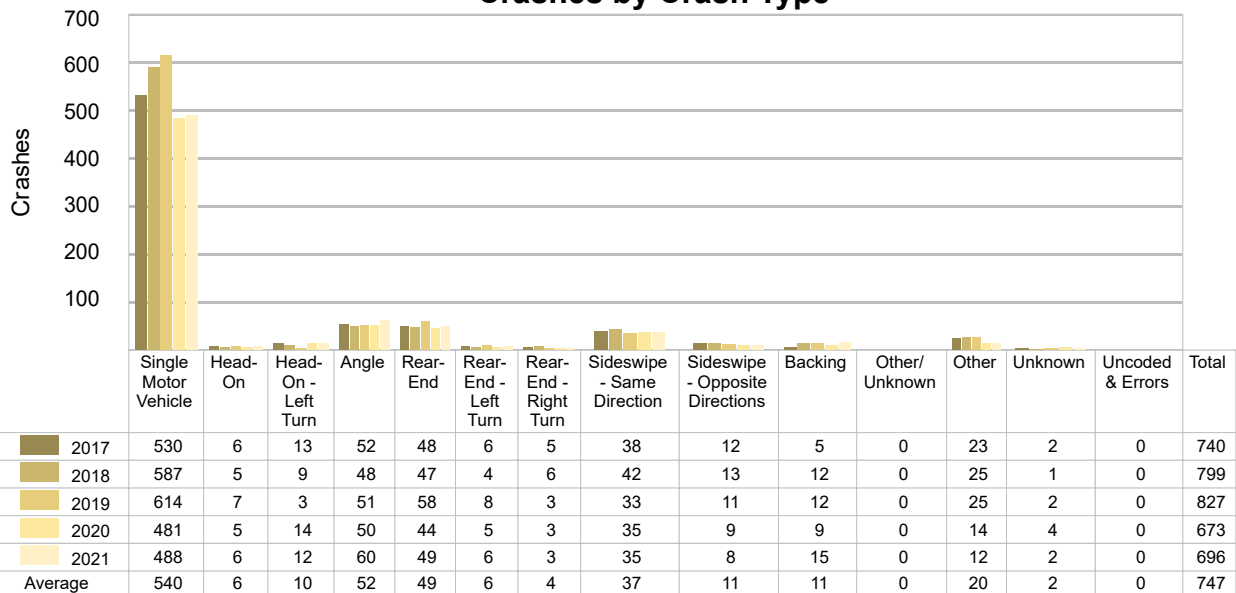 Crashes by Crash Type
700
600
500
400
300
200
100
Crashes
Single Motor Vehicle Head-On Head-On - Left Turn Angle Rear-End Rear-End - Left Turn Rear-End - Right Turn Sideswipe - Same Direction Sideswipe - Opposite Directions Backing Other/Unknown Other Unknown Uncoded & Errors Total
2017 530 6 13 52 48 6 5 38 12 5 0 23 2 0 740
2018 587 5 9 48 47 4 6 42 13 12 0 25 1 0 799
2019 614 7 3 51 58 8 3 33 11 12 0 25 2 0 827
2020 481 5 14 50 44 5 3 35 9 9 0 14 4 0 673
2021 488 6 12 60 49 6 3 35 8 15 0 12 2 0 696
Average 540 6 10 52 49 6 4 37 11 11 0 20 2 0 747